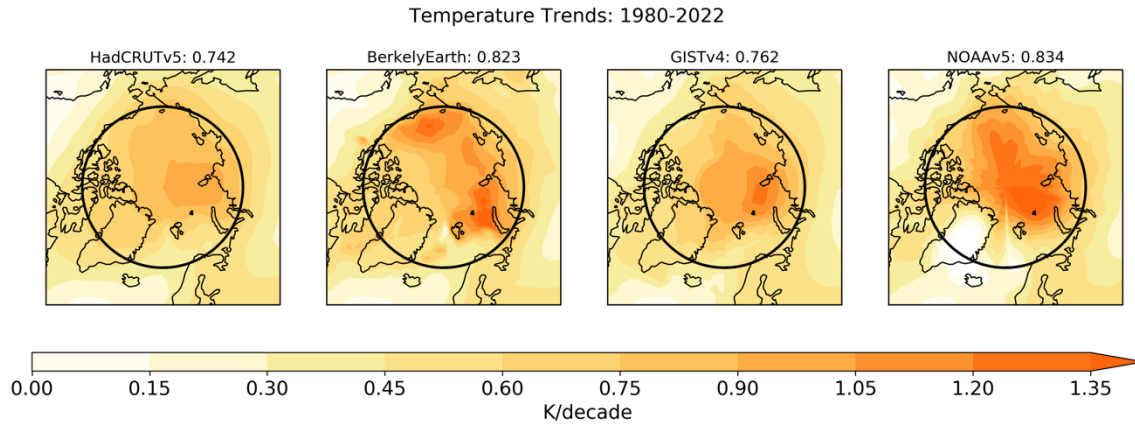 Temperature Trends: 1980-2022
HadCRUTv5: 0.742
BerkelyEarth: 0.823
GISTv4: 0.762
NOAAv5: 0.834
0.00 0.15 0.30 0.45 0.60 0.75 0.90 1.05 1.20 1.35
K/decade